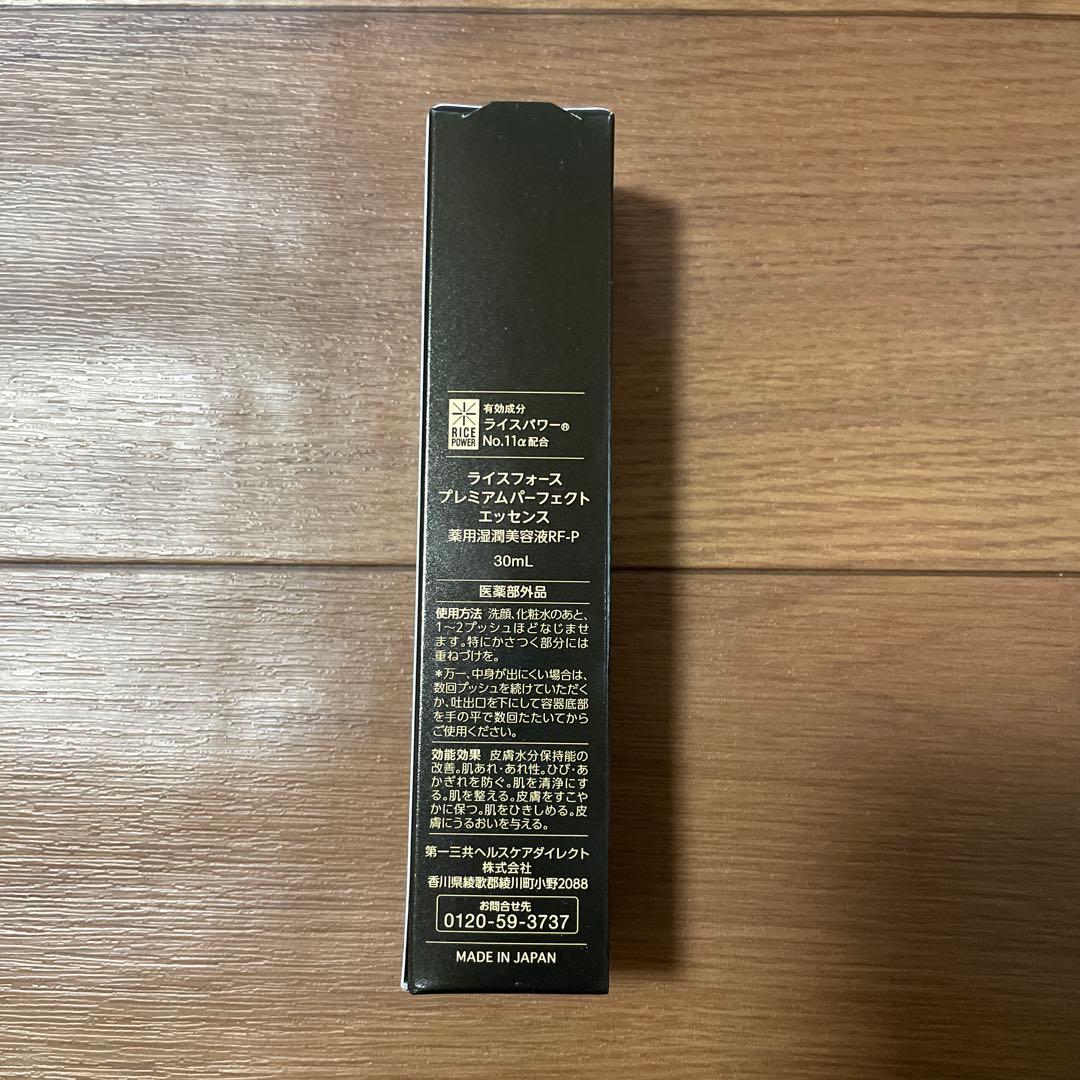 RICE
POWER
有効成分
ライスパワー®
No.11α配合
ライスフォース
プレミアムパーフェクト
エッセンス
薬用湿潤美容液RF-P
30mL
医薬部外品
使用方法 洗顔、化粧水のあと、
1〜2プッシュほどなじませ
ます。特にかさつく部分には
重ねづけを。
*万一、中身が出にくい場合は、
数回プッシュを続けていただく
か、吐出口を下にして容器底部
を手の平で数回たたいてから
ご使用ください。
効能効果 皮膚水分保持能の
改善。肌あれ・あれ性。ひび・あ
かぎれを防ぐ。肌を清浄にす
る。肌を整える。皮膚をすこや
かに保つ。肌をひきしめる。皮
膚にうるおいを与える。
第一三共ヘルスケアダイレクト
株式会社
香川県綾歌郡綾川町小野2088
お問合せ先
0120-59-3737
MADE IN JAPAN